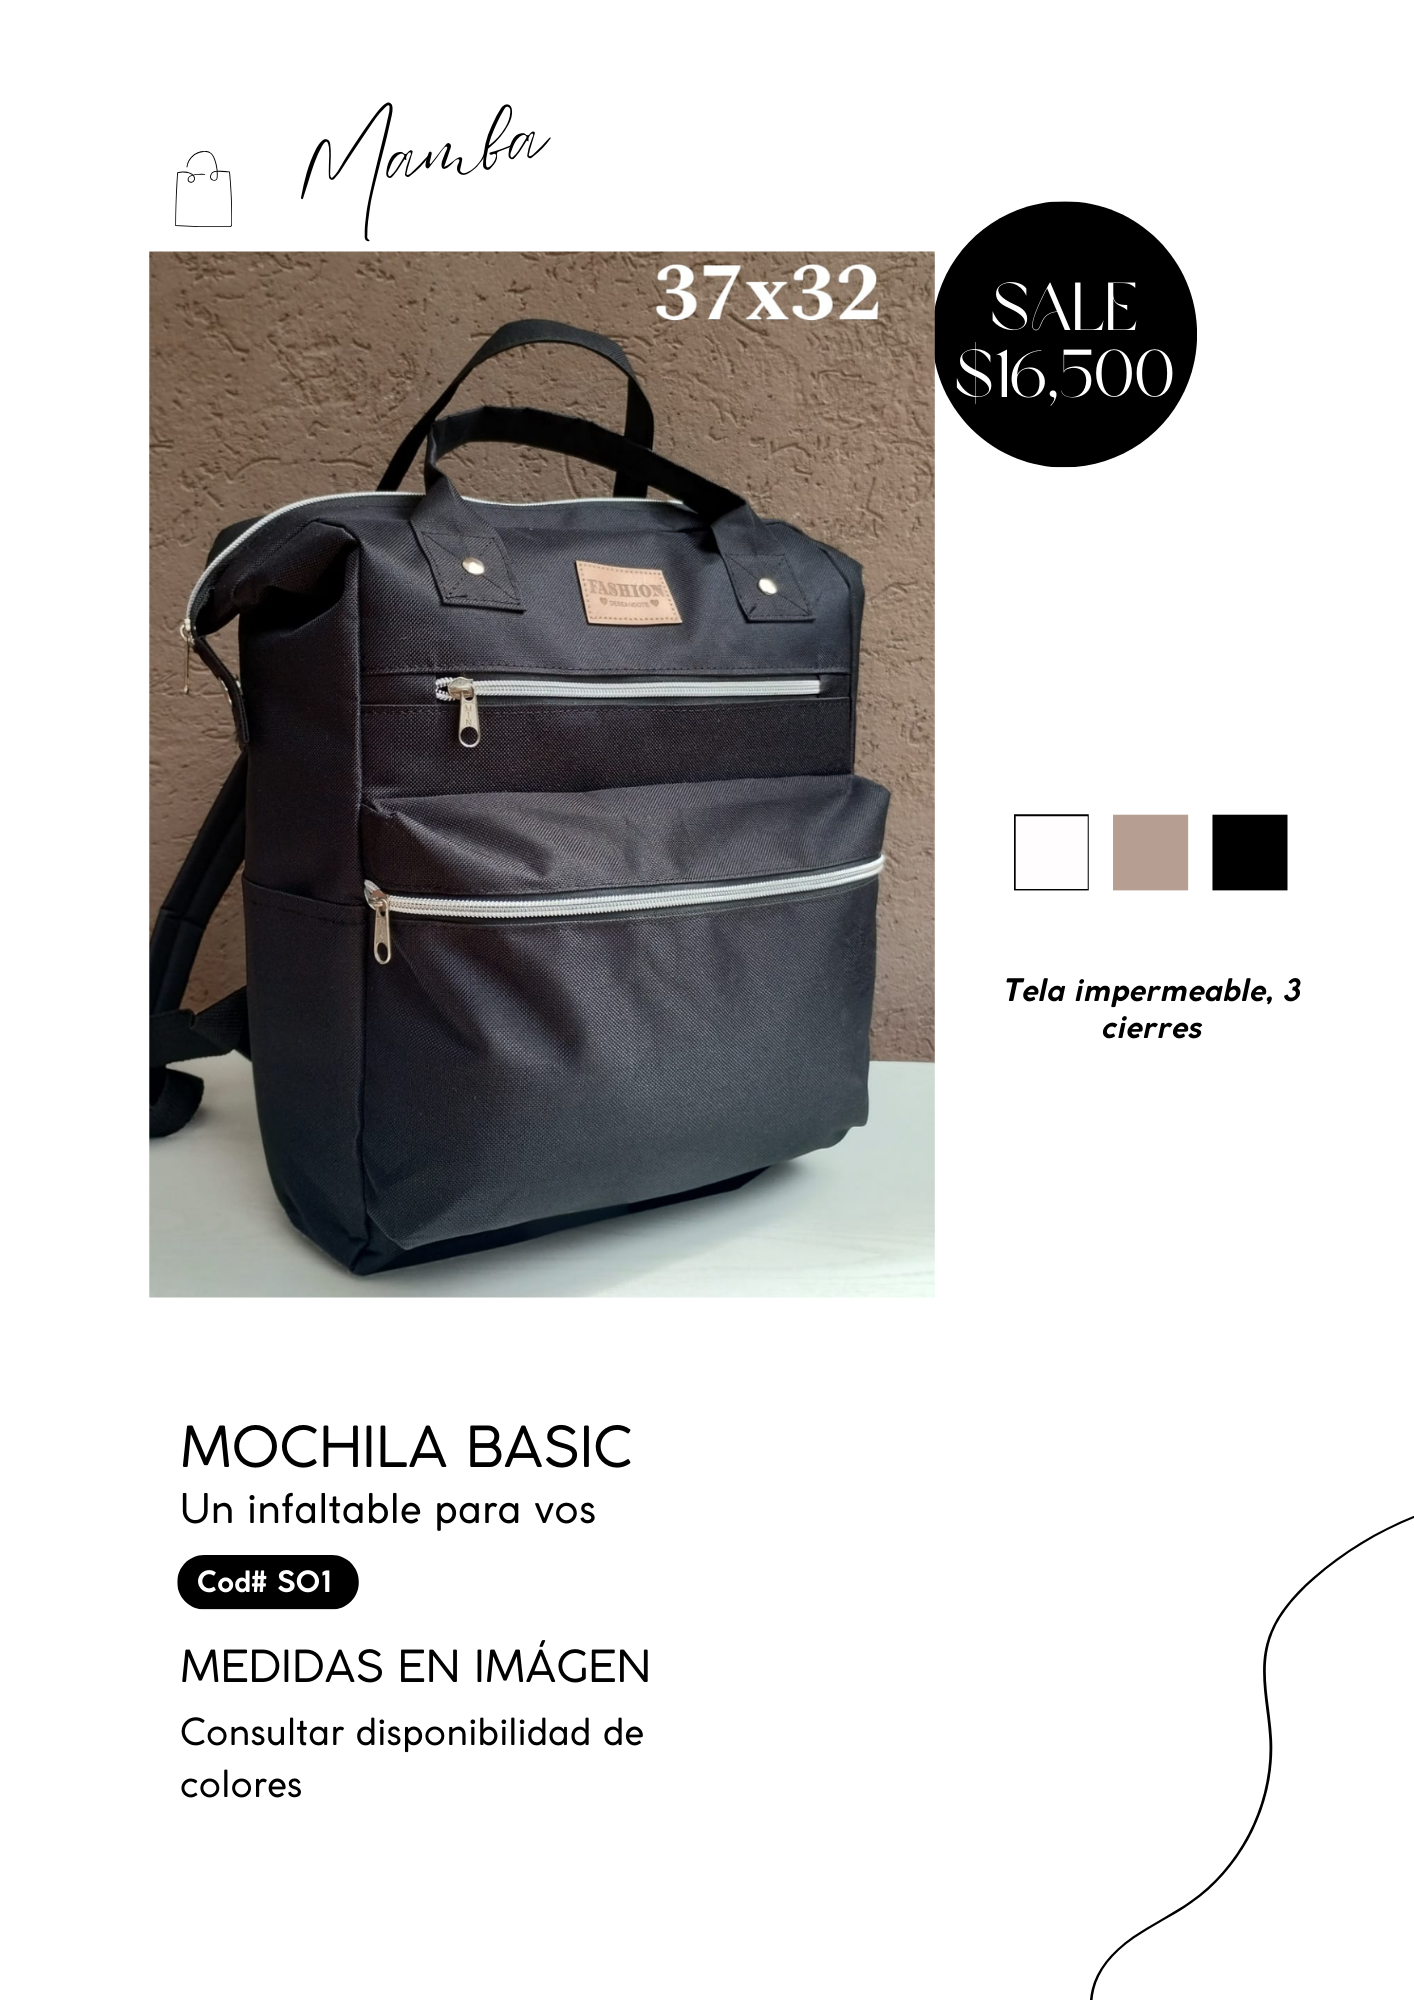 Mamba
37x32
SALE
$16,500
FASHION
Tela impermeable, 3
cierres
MOCHILA BASIC
Un infaltable para vos
Cod# S01
MEDIDAS EN IMÁGEN
Consultar disponibilidad de
colores